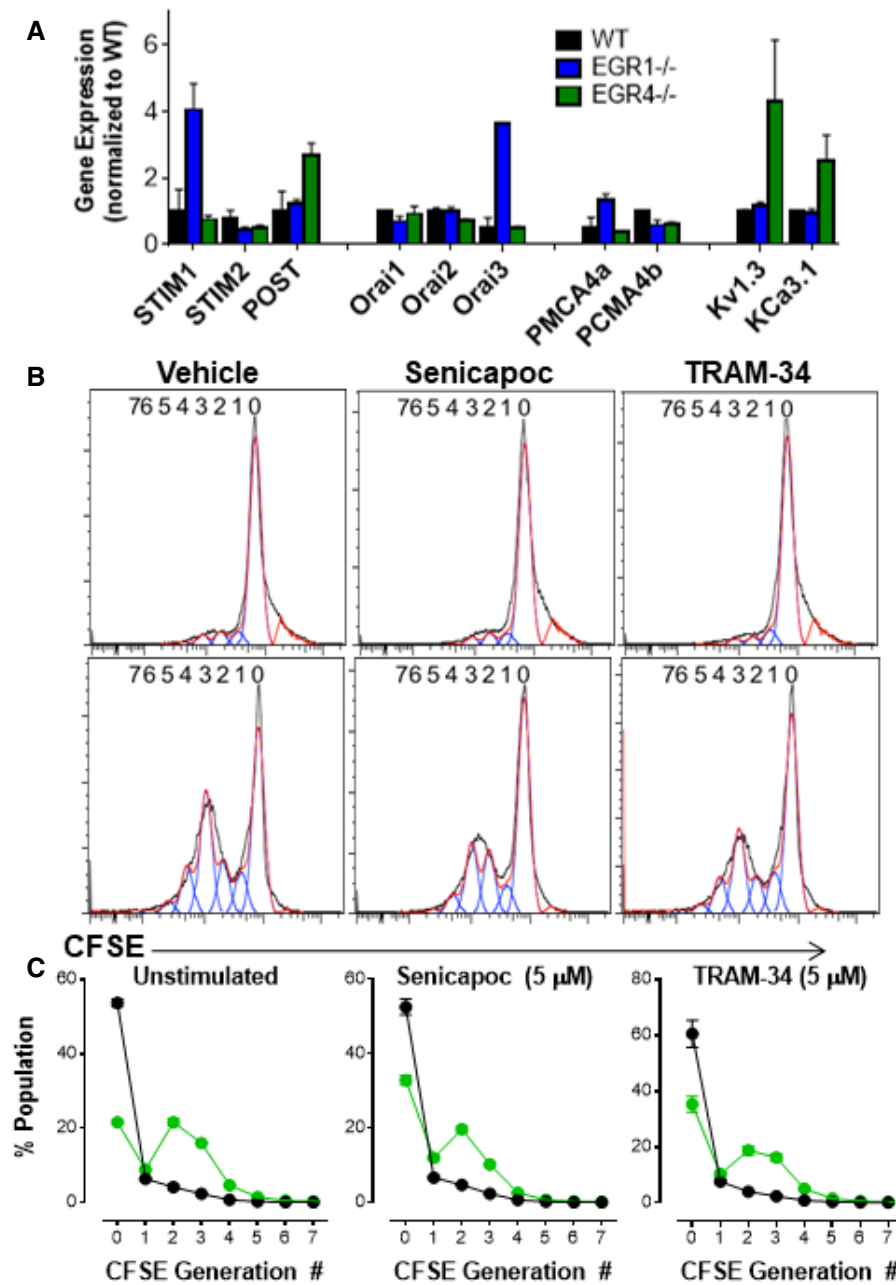 A
Gene Expression
(normalized to WT)
6
4
2
0
WT
EGR1-/-
EGR4-/-
STIM1
STIM2
POST
Orai1
Orai2
Orai3
PMCA4a
PCMA4b
Kv1.3
KCa3.1
B
Vehicle
Senicapoc
TRAM-34
76 5 4 3 2 1 0
76 5 4 3 2 1 0
76 5 4 3 2 1 0
76 5 4 3 2 1 0
76 5 4 3 2 1 0
76 5 4 3 2 1 0
CFSE
C
Unstimulated
Senicapoc (5 μM)
TRAM-34 (5 μM)
% Population
60
40
20
0
60
40
20
0
80
60
40
20
0
0 1 2 3 4 5 6 7
0 1 2 3 4 5 6 7
0 1 2 3 4 5 6 7
CFSE Generation #
CFSE Generation #
CFSE Generation #